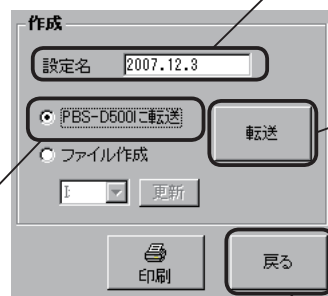 作成
設定名 2007.12.3
PBS-D500に転送
転送
ファイル作成
I: 更新
印刷
戻る